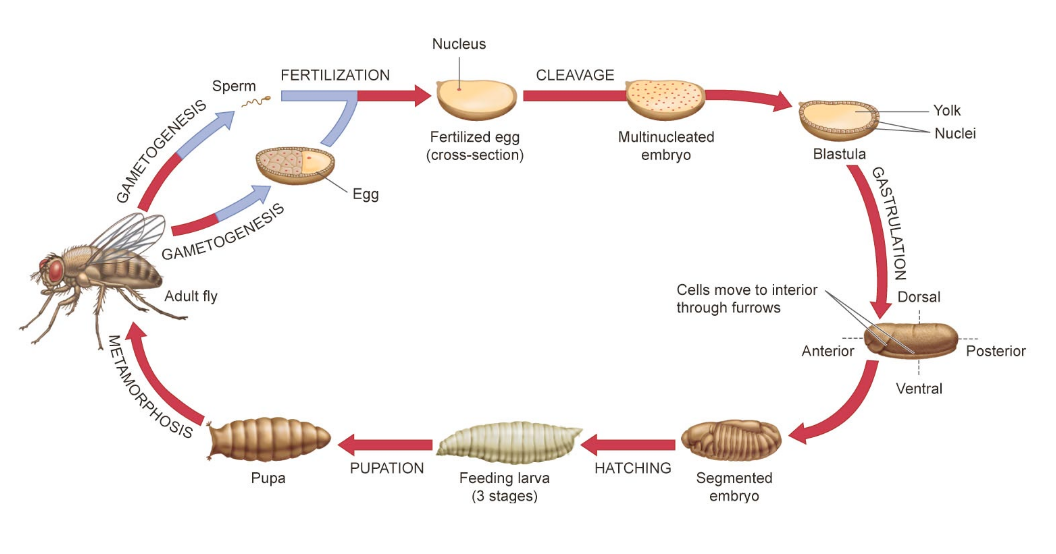 Nucleus
Sperm
FERTILIZATION
CLEAVAGE
GAMETOGENESIS
Fertilized egg
(cross-section)
Multinucleated
embryo
Yolk
Nuclei
Blastula
Egg
GAMETOGENESIS
GASTRULATION
Adult fly
Cells move to interior
through furrows
Dorsal
Anterior
Posterior
Ventral
METAMORPHOSIS
Pupa
PUPATION
Feeding larva
(3 stages)
HATCHING
Segmented
embryo